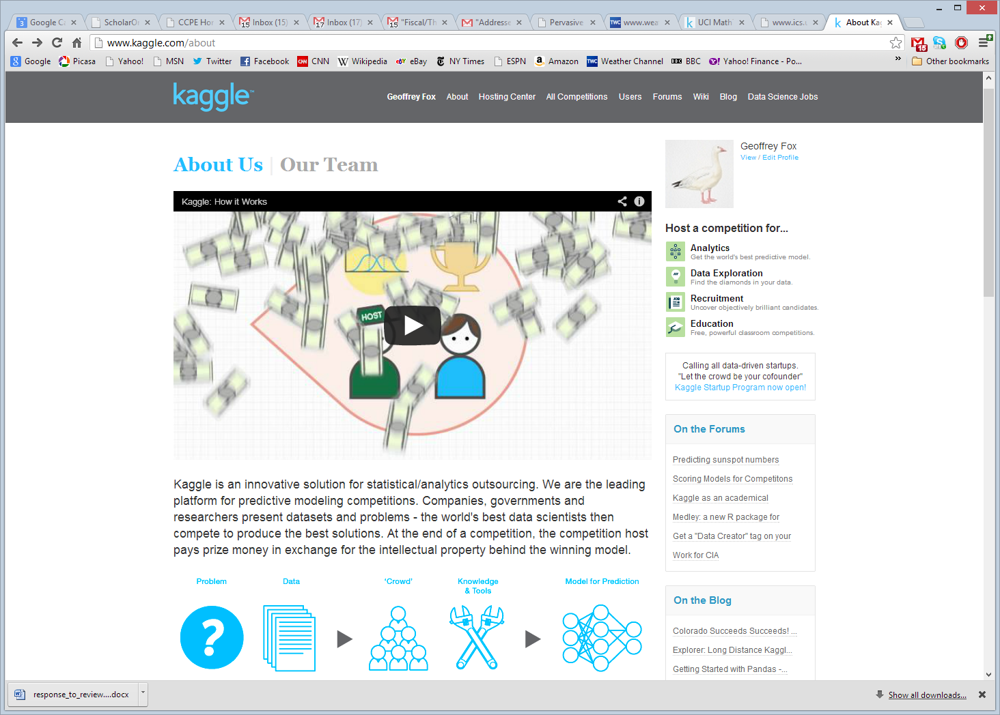 Google Ca
ScholarOn
CCPE Hor
Inbox (15)
Inbox (17)
"Fiscal/Th
"Addresse
Pervasive
www.wea
UCI Math
www.ics.u
About Kag
www.kaggle.com/about
15
Google
Picasa
Yahoo!
MSN
Twitter
Facebook
CNN
Wikipedia
eBay
NY Times
ESPN
Amazon
Weather Channel
BBC
Yahoo! Finance - Po...
»
Other bookmarks
kaggle™
Geoffrey Fox
About
Hosting Center
All Competitions
Users
Forums
Wiki
Blog
Data Science Jobs
About Us | Our Team
Kaggle: How it Works
HOST
Kaggle is an innovative solution for statistical/analytics outsourcing. We are the leading
platform for predictive modeling competitions. Companies, governments and
researchers present datasets and problems - the world's best data scientists then
compete to produce the best solutions. At the end of a competition, the competition host
pays prize money in exchange for the intellectual property behind the winning model.
Problem
Data
'Crowd'
Knowledge
& Tools
Model for Prediction
?
Geoffrey Fox
View / Edit Profile
Host a competition for...
Analytics
Get the world's best predictive model.
Data Exploration
Find the diamonds in your data.
JOB
Recruitment
Uncover objectively brilliant candidates.
Education
Free, powerful classroom competitions.
Calling all data-driven startups.
"Let the crowd be your cofounder"
Kaggle Startup Program now open!
On the Forums
Predicting sunspot numbers
Scoring Models for Competitons
Kaggle as an academical
Medley: a new R package for
Get a "Data Creator" tag on your
Work for CIA
On the Blog
Colorado Succeeds Succeeds! ...
Explorer: Long Distance Kaggl...
Getting Started with Pandas -...
response_to_review....docx
Show all downloads...